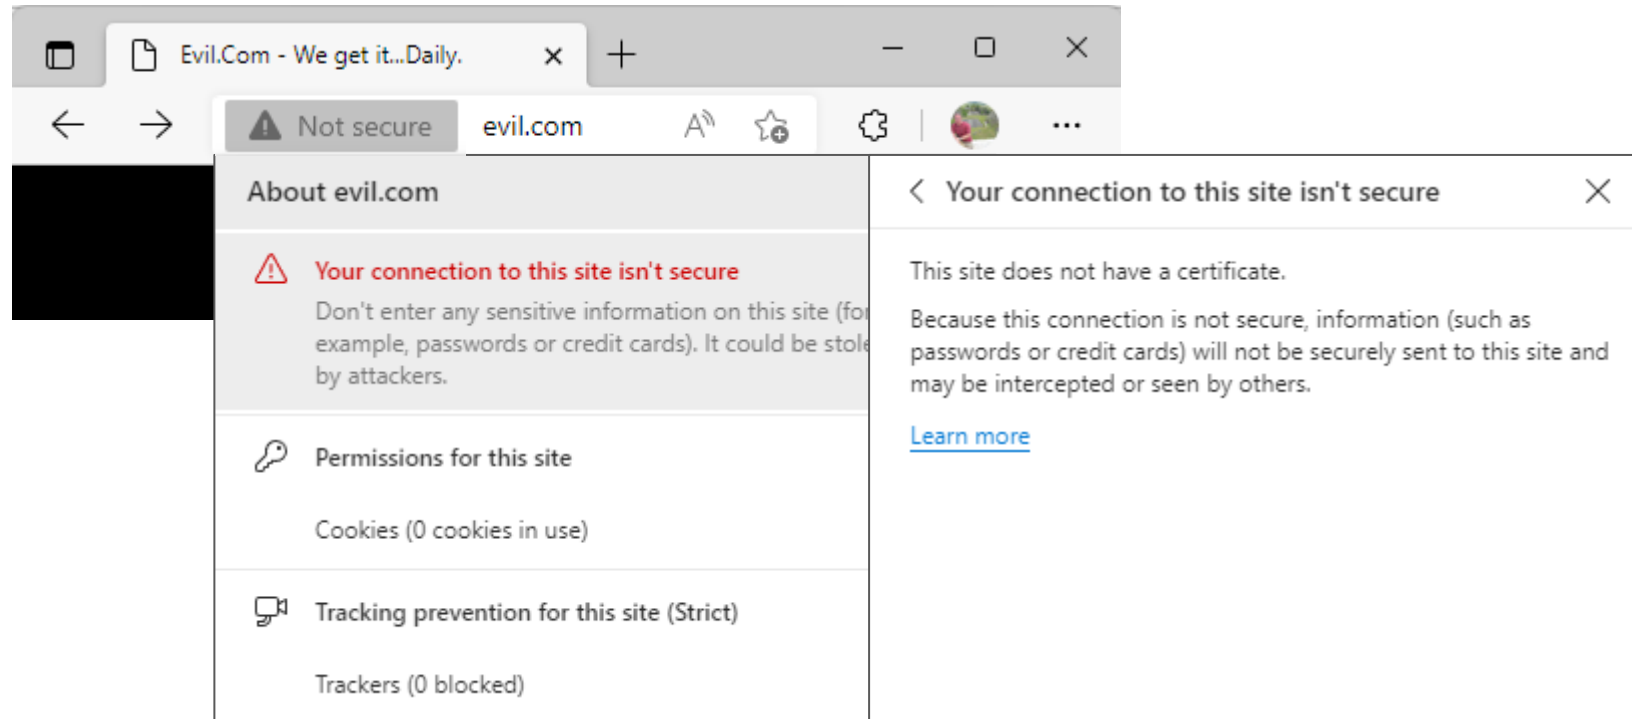 Evil.Com - We get it...Daily.
Not secure
evil.com
About evil.com
Your connection to this site isn't secure
Don't enter any sensitive information on this site (for
example, passwords or credit cards). It could be stole
by attackers.
Permissions for this site
Cookies (0 cookies in use)
Tracking prevention for this site (Strict)
Trackers (0 blocked)
Your connection to this site isn't secure
This site does not have a certificate.
Because this connection is not secure, information (such as
passwords or credit cards) will not be securely sent to this site and
may be intercepted or seen by others.
Learn more